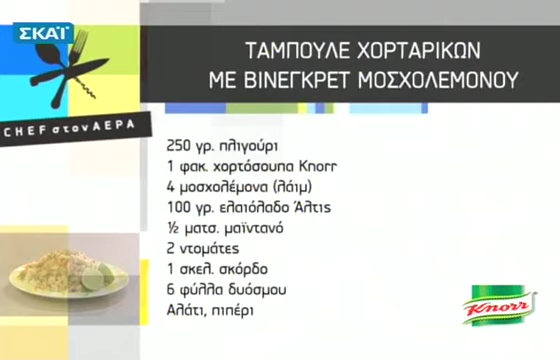 ΣΚΑΪ
ΤΑΜΠΟΥΛΕ ΧΟΡΤΑΡΙΚΩΝ
ΜΕ ΒΙΝΕΓΚΡΕΤ ΜΟΣΧΟΛΕΜΟΝΟΥ
CHEF στον ΑΕΡΑ
250 γρ. πλιγούρι
1 φακ. χορτόσουπα Knorr
4 μοσχολέμονα (λάιμ)
100 γρ. ελαιόλαδο Άλτις
½ ματσ. μαϊντανό
2 ντομάτες
1 σκελ. σκόρδο
6 φύλλα δυόσμου
Αλάτι, πιπέρι
Knorr